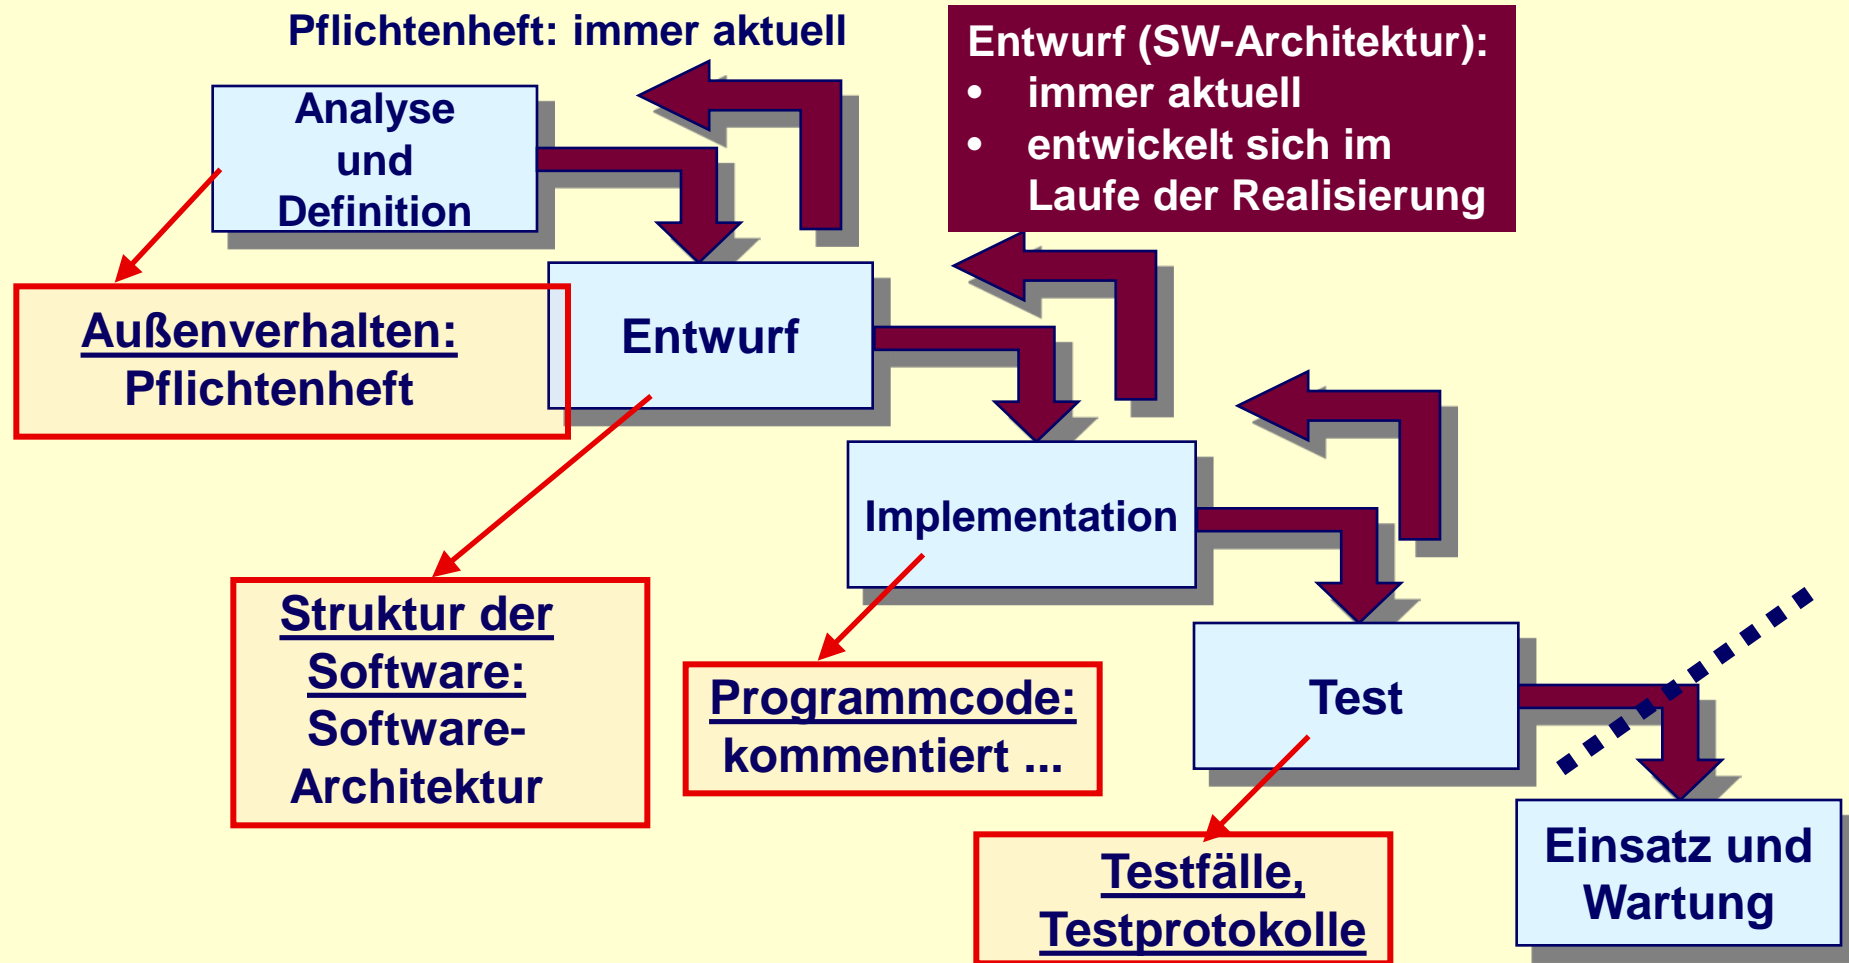 Pflichtenheft: immer aktuell
Entwurf (SW-Architektur):
• immer aktuell
• entwickelt sich im
Laufe der Realisierung
Analyse
und
Definition
Außenverhalten:
Pflichtenheft
Entwurf
Implementation
Struktur der
Software:
Software-
Architektur
Programmcode:
kommentiert ...
Test
Testfälle,
Testprotokolle
Einsatz und
Wartung